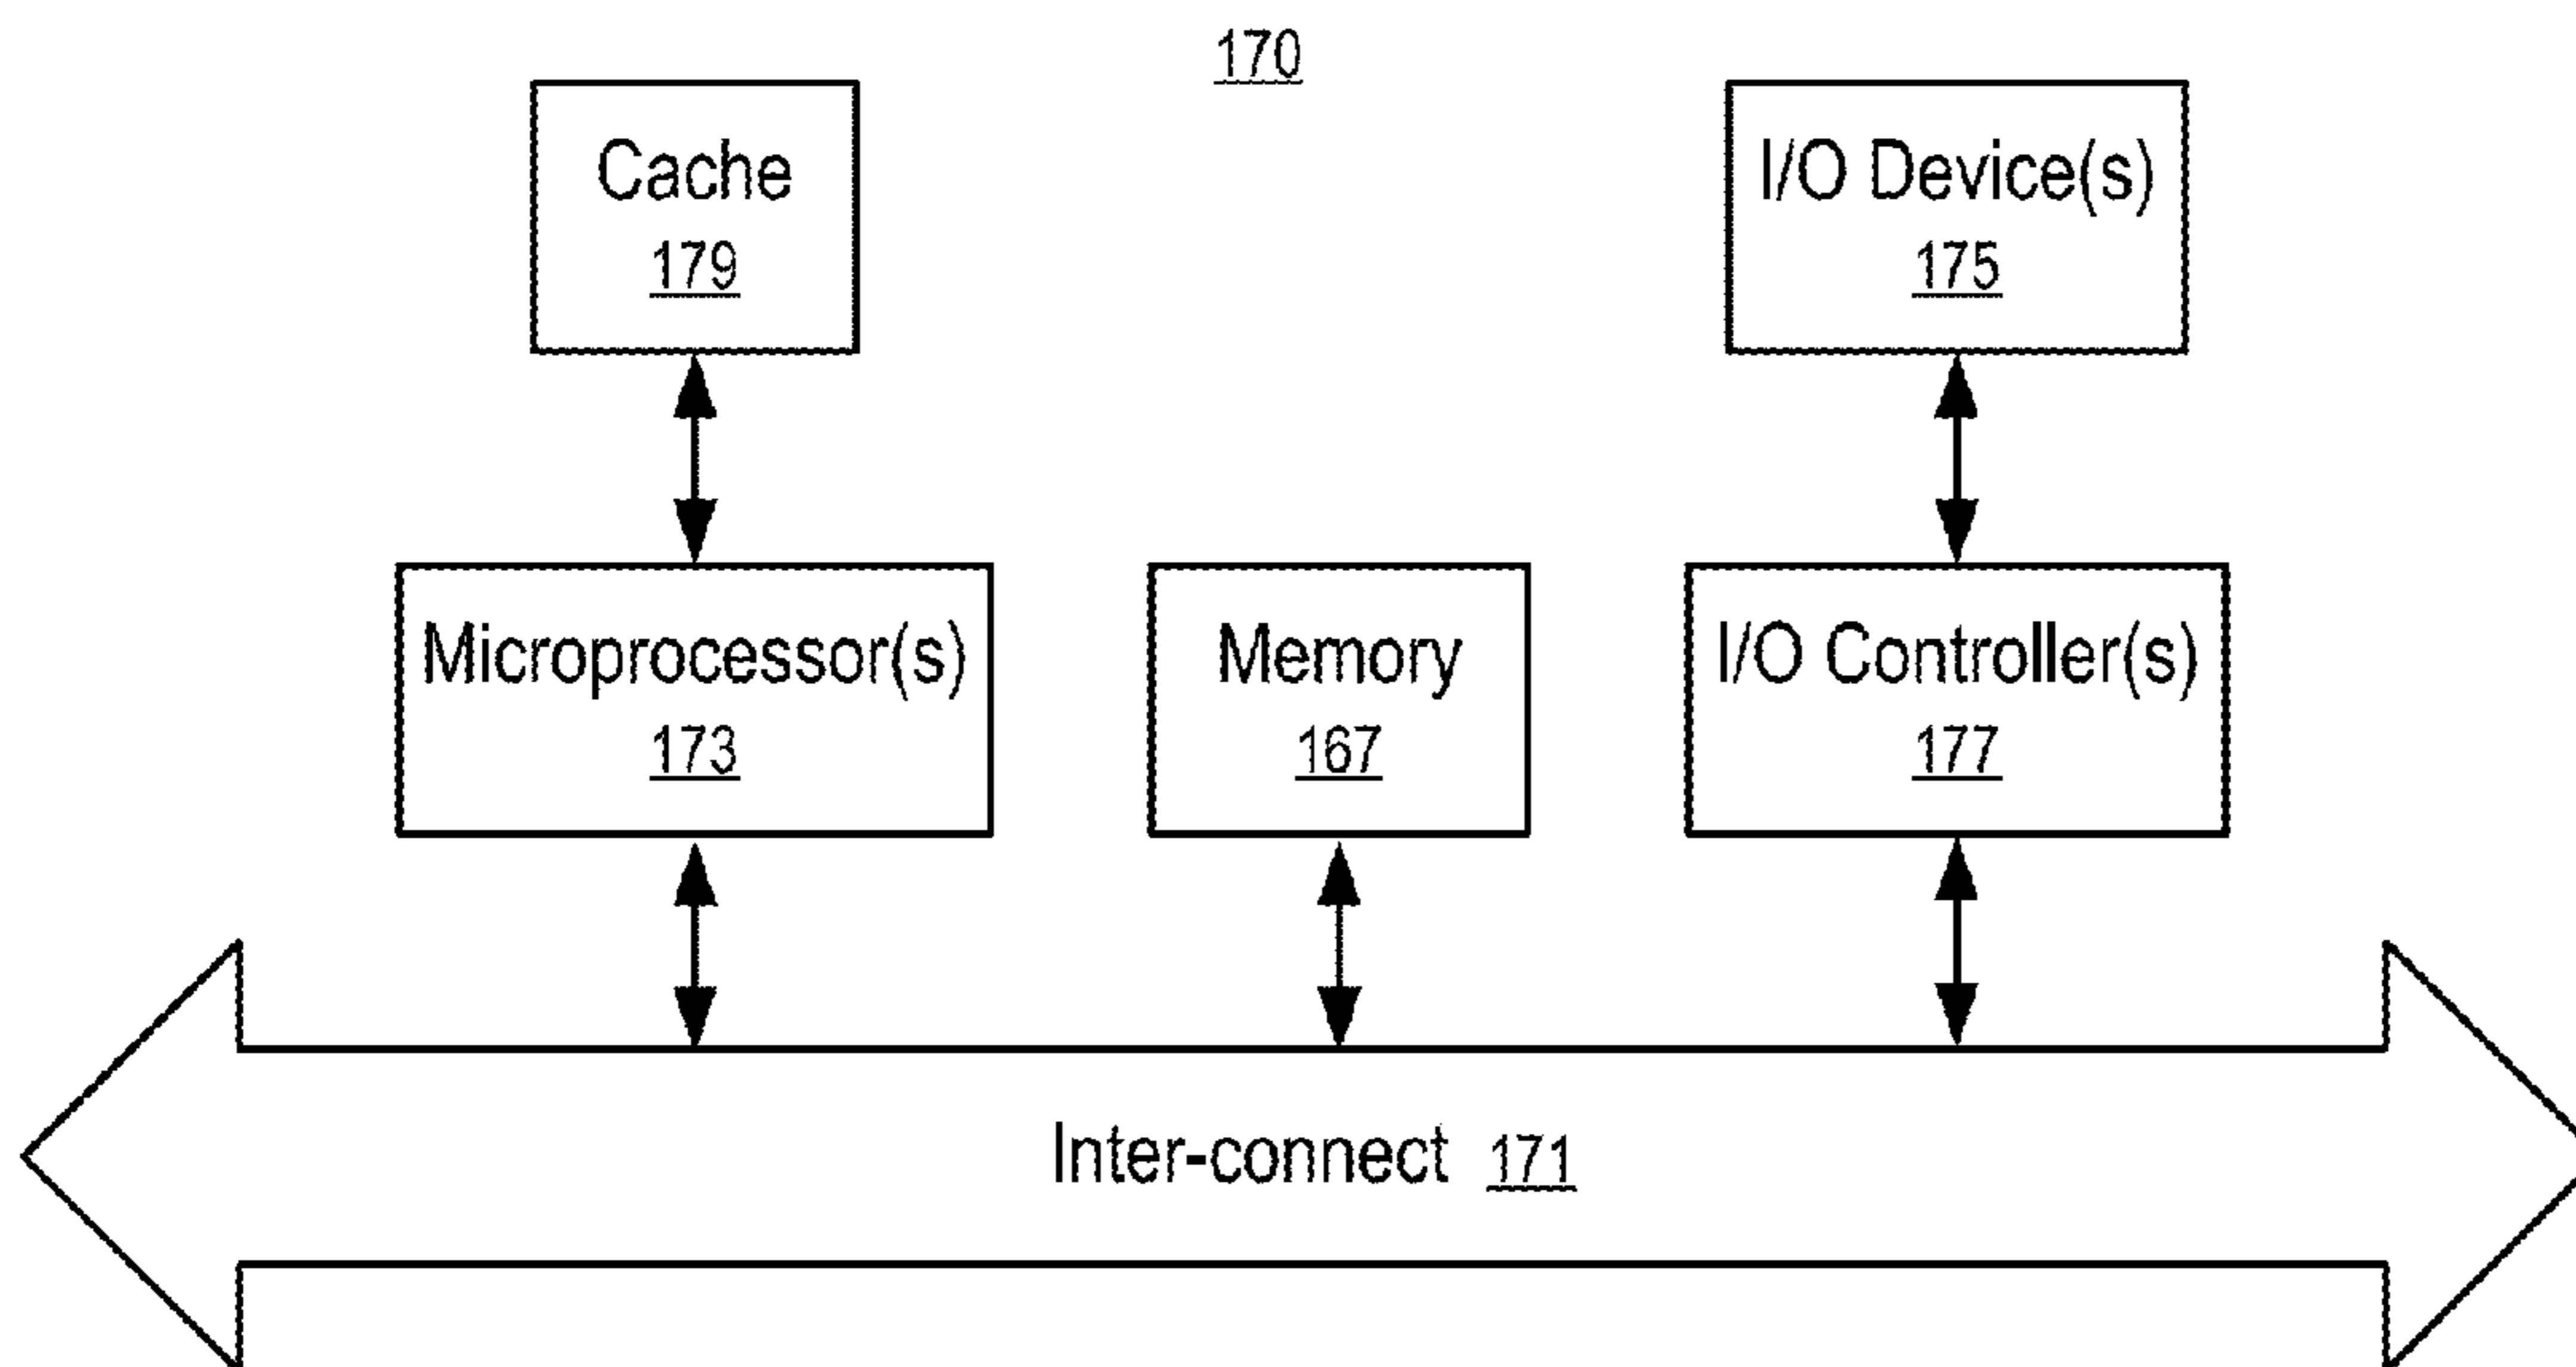 170
Cache
179
I/O Device(s)
175
Microprocessor(s)
173
Memory
167
I/O Controller(s)
177
Inter-connect 171